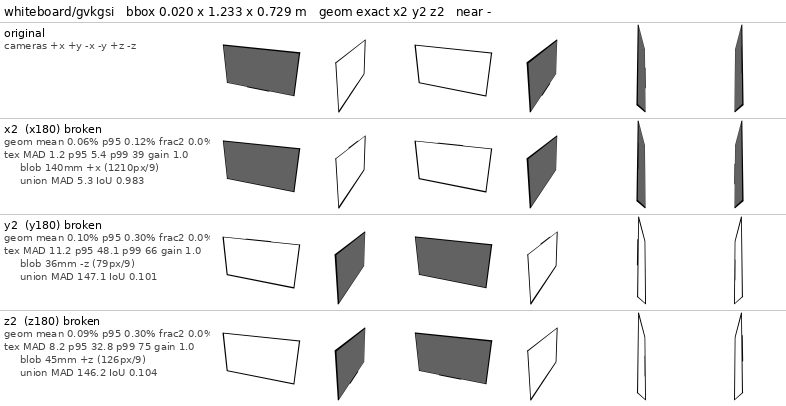 whiteboard/gvkgsi bbox 0.020 x 1.233 x 0.729 m geom exact x2 y2 z2 near -
original
cameras +x +y -x -y +z -z
x2 (x180) broken
geom mean 0.06% p95 0.12% frac2 0.0%
tex MAD 1.2 p95 5.4 p99 39 gain 1.0
blob 140mm +x (1210px/9)
union MAD 5.3 IoU 0.983
y2 (y180) broken
geom mean 0.10% p95 0.30% frac2 0.0%
tex MAD 11.2 p95 48.1 p99 66 gain 1.0
blob 36mm -z (79px/9)
union MAD 147.1 IoU 0.101
z2 (z180) broken
geom mean 0.09% p95 0.30% frac2 0.0%
tex MAD 8.2 p95 32.8 p99 75 gain 1.0
blob 45mm +z (126px/9)
union MAD 146.2 IoU 0.104